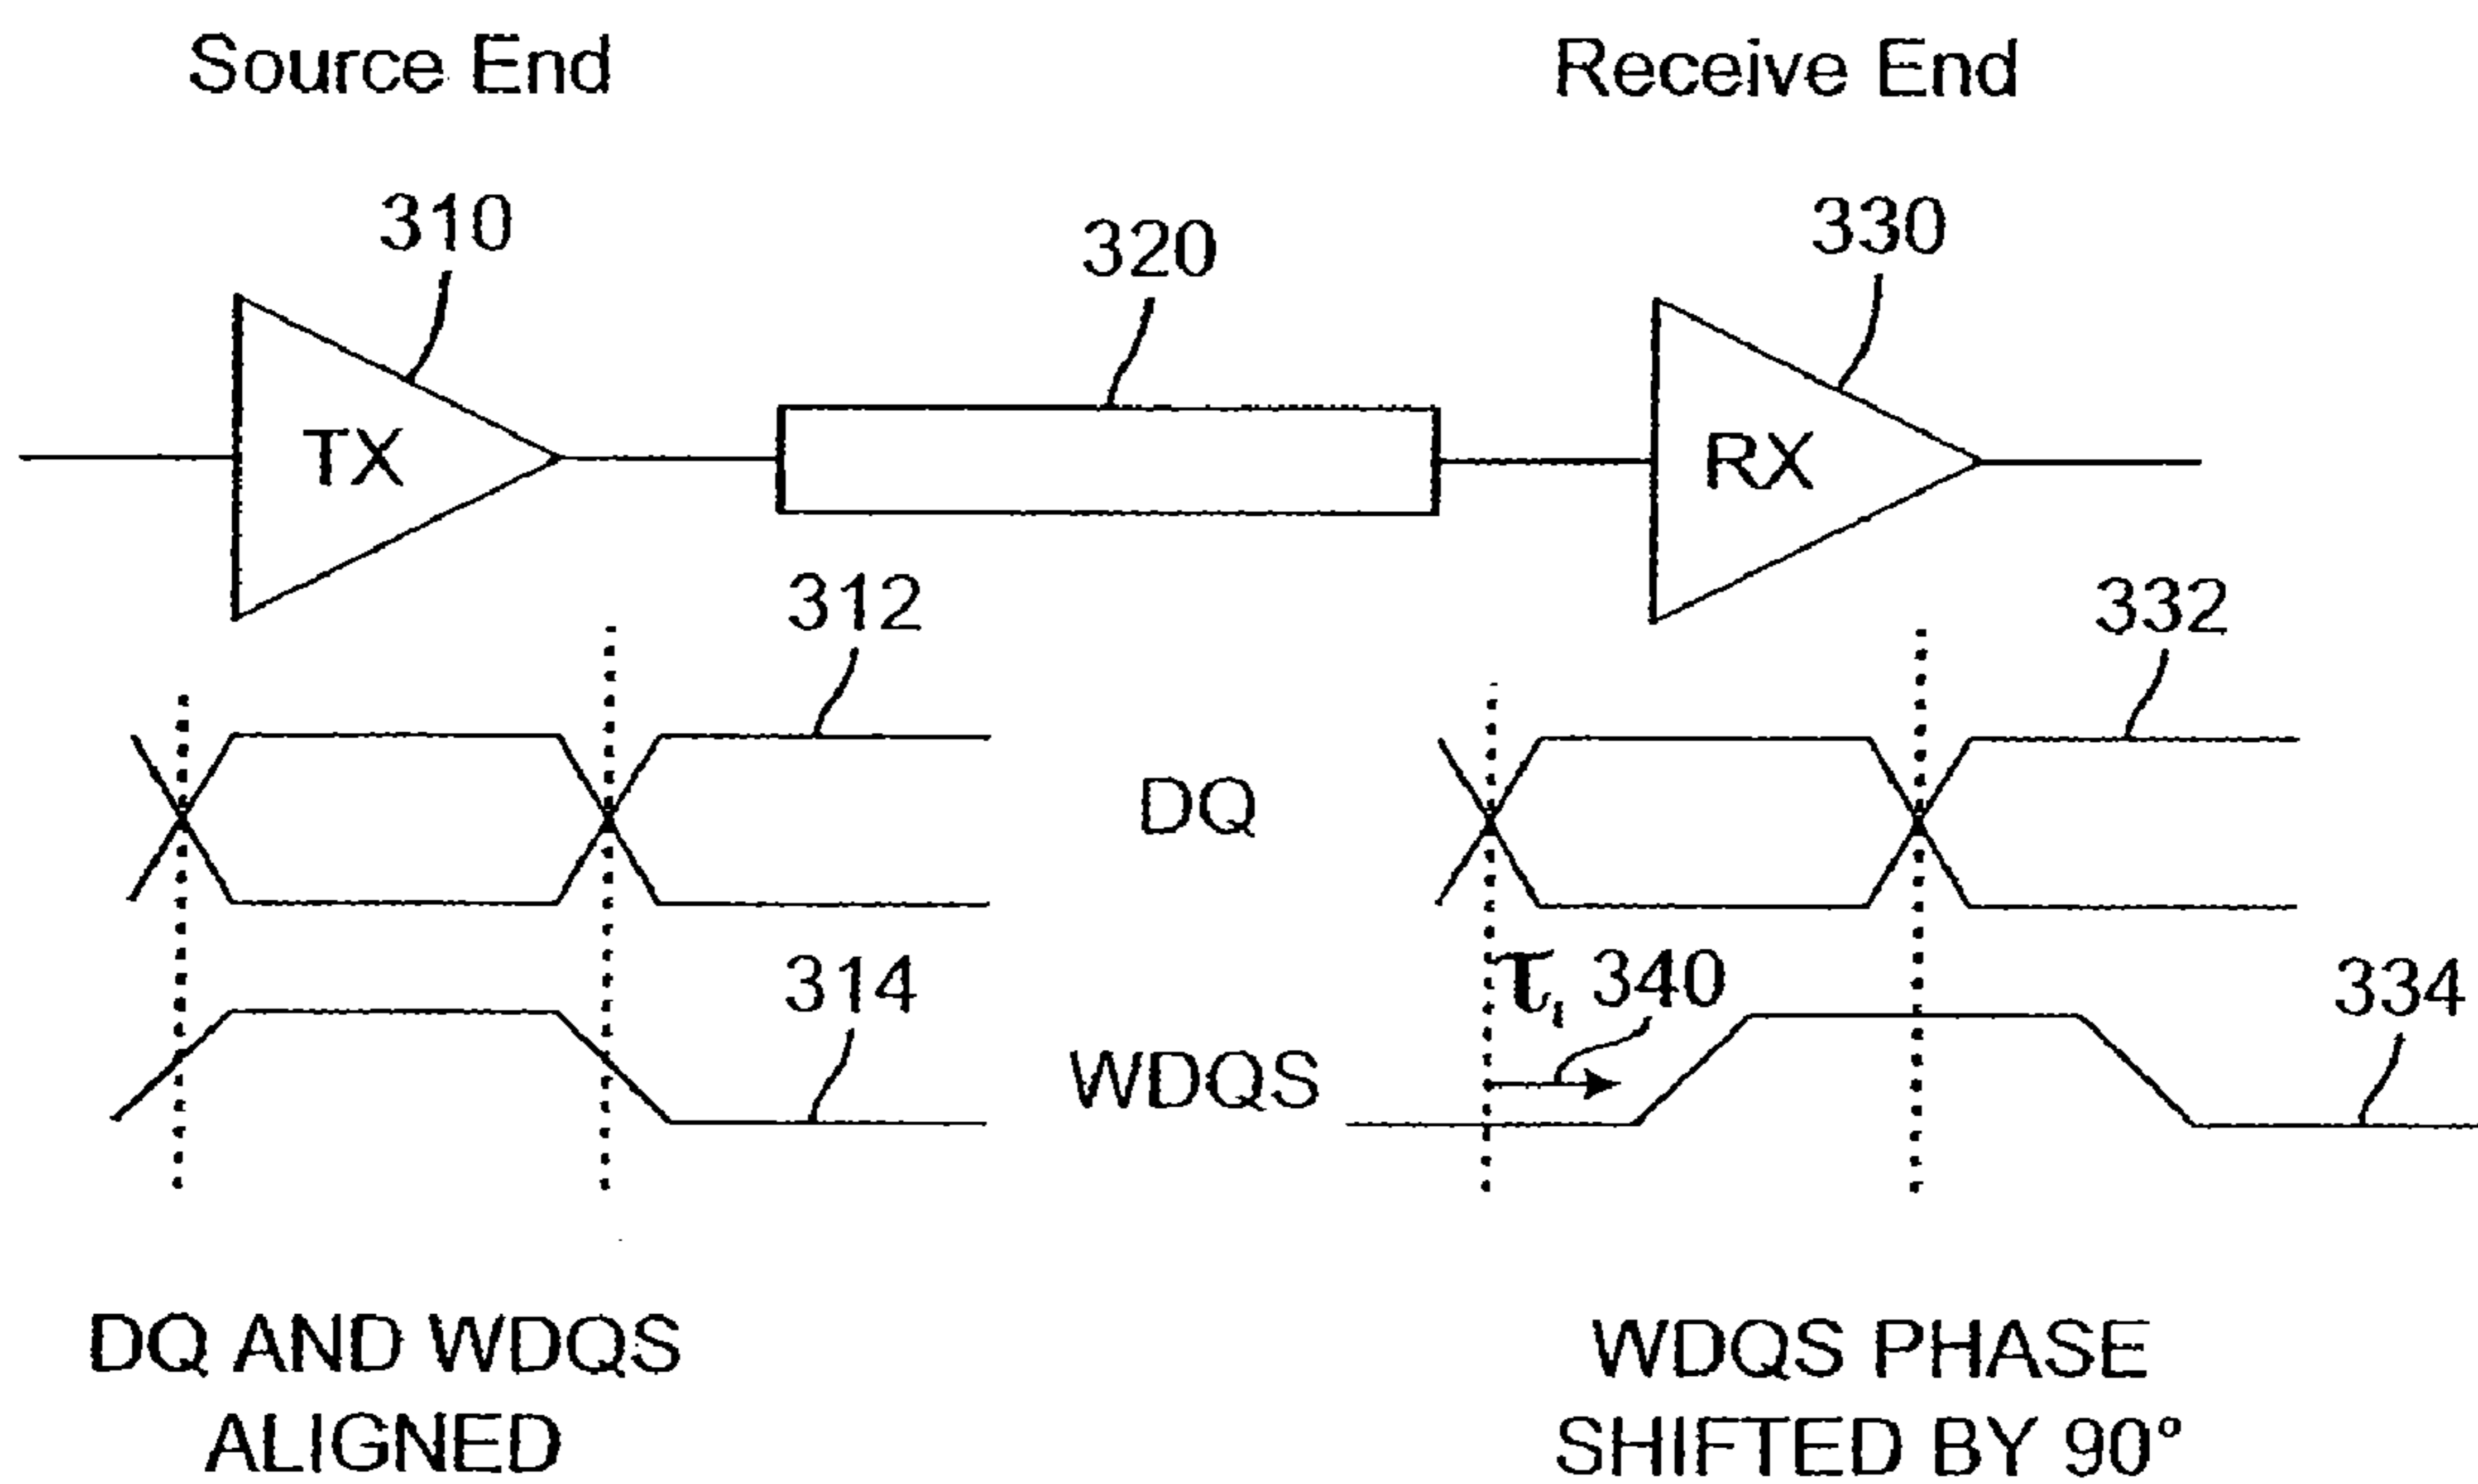 Source End
Receive End
310
320
330
TX
RX
312
332
DQ
314
τ₁ 340
334
WDQS
DQ AND WDQS
ALIGNED
WDQS PHASE
SHIFTED BY 90°